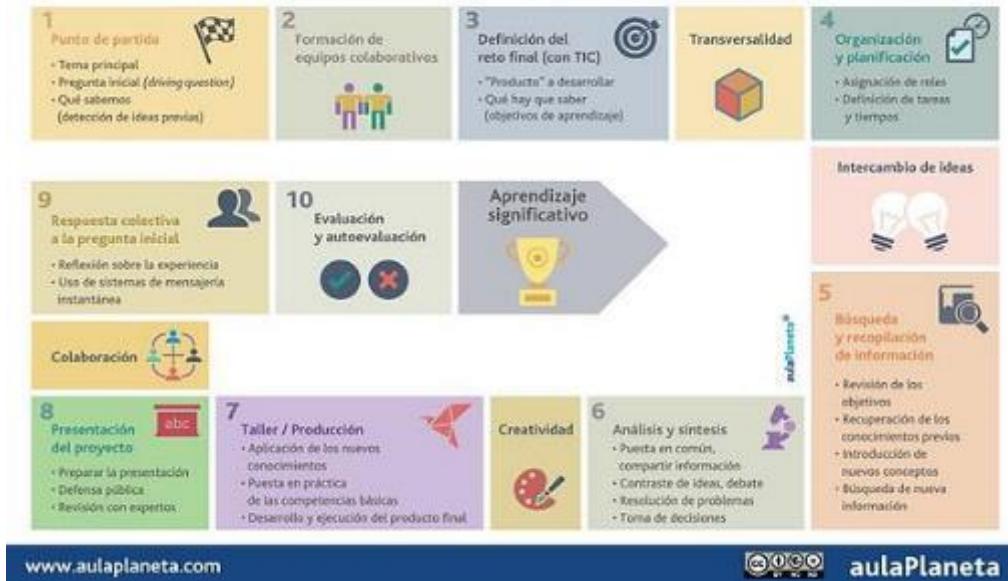 1
Punto de partida
• Tema principal
• Pregunta inicial (driving question)
• Qué sabemos
(detección de ideas previas)
2
Formación de
equipos colaborativos
3
Definición del
reto final (con TIC)
• "Producto" a desarrollar
• Qué hay que saber
(objetivos de aprendizaje)
Transversalidad
4
Organización
y planificación
• Asignación de roles
• Definición de tareas
y tiempos
Intercambio de ideas
5
Búsqueda
y recopilación
de información
• Revisión de los
objetivos
• Recuperación de los
conocimientos previos
• Introducción de
nuevos conceptos
• Búsqueda de nueva
información
6
Análisis y síntesis
• Puesta en común,
compartir información
• Contraste de ideas, debate
• Resolución de problemas
• Toma de decisiones
Creatividad
7
Taller / Producción
• Aplicación de los nuevos
conocimientos
• Puesta en práctica
de las competencias básicas
• Desarrollo y ejecución del producto final
8
abc
Presentación
del proyecto
• Preparar la presentación
• Defensa pública
• Revisión con expertos
Colaboración
9
Respuesta colectiva
a la pregunta inicial
• Reflexión sobre la experiencia
• Uso de sistemas de mensajería
instantánea
10
Evaluación
y autoevaluación
Aprendizaje
significativo
aulaPlaneta
www.aulaplaneta.com
aulaPlaneta